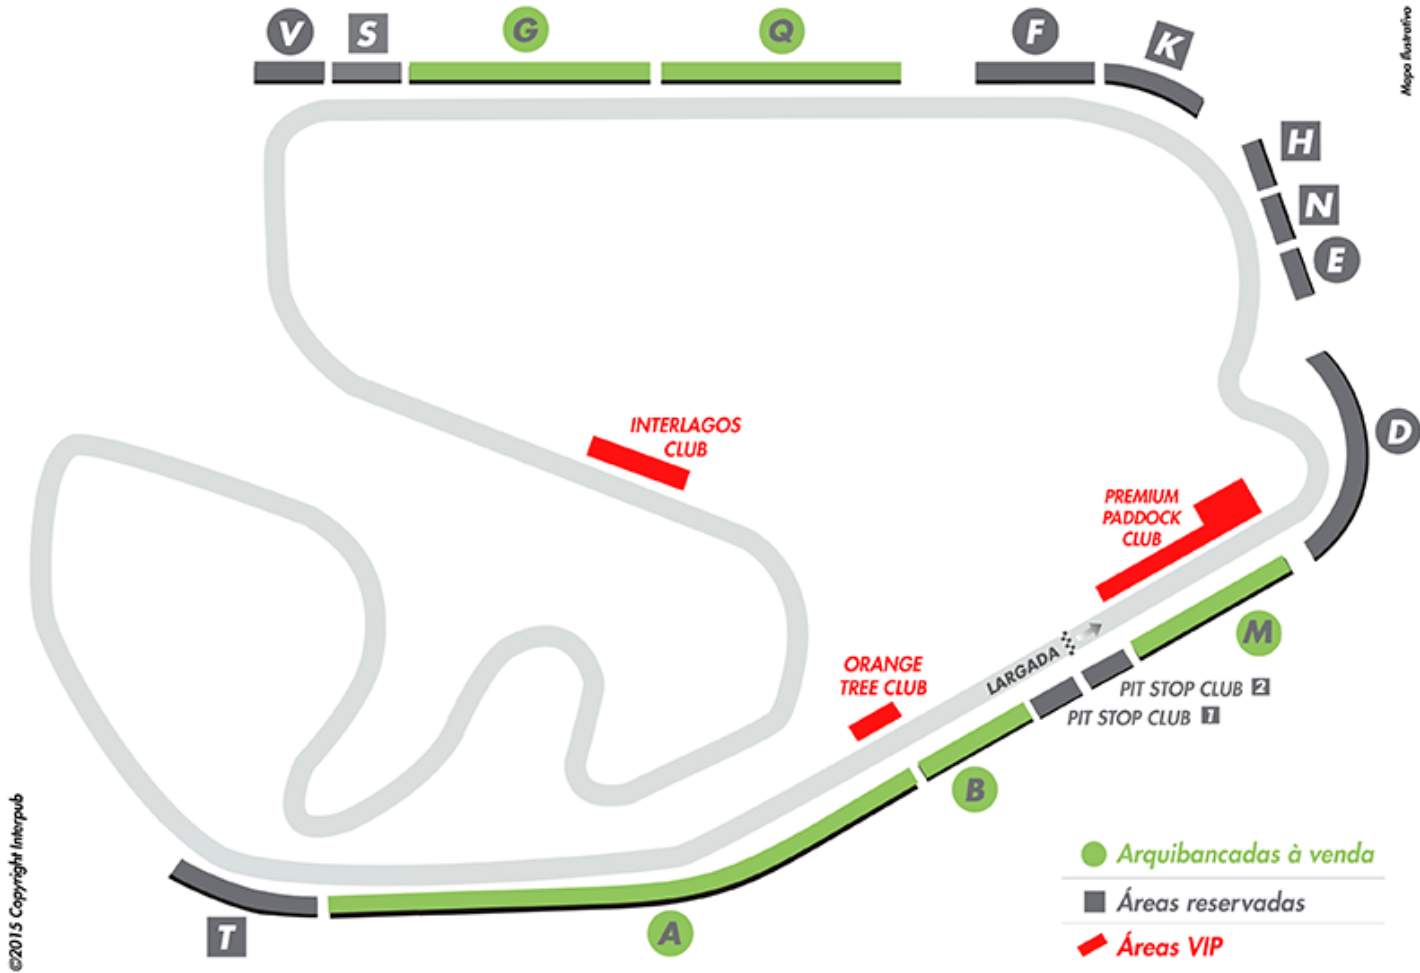 V
S
G
Q
F
K
Mapa Ilustrativo
H
N
E
D
INTERLAGOS
CLUB
PREMIUM
PADDOCK
CLUB
M
ORANGE
TREE CLUB
LARGADA
PIT STOP CLUB 2
PIT STOP CLUB 1
B
A
T
Arquibancadas à venda
Áreas reservadas
Áreas VIP
©2015 Copyright Interpub